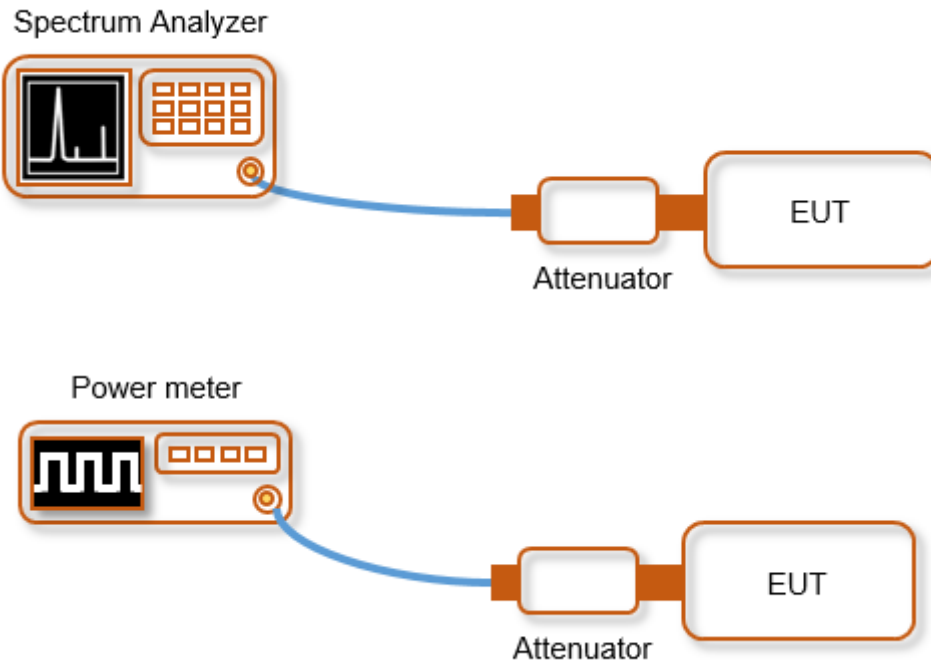 Spectrum Analyzer
EUT
Attenuator
Power meter
EUT
Attenuator